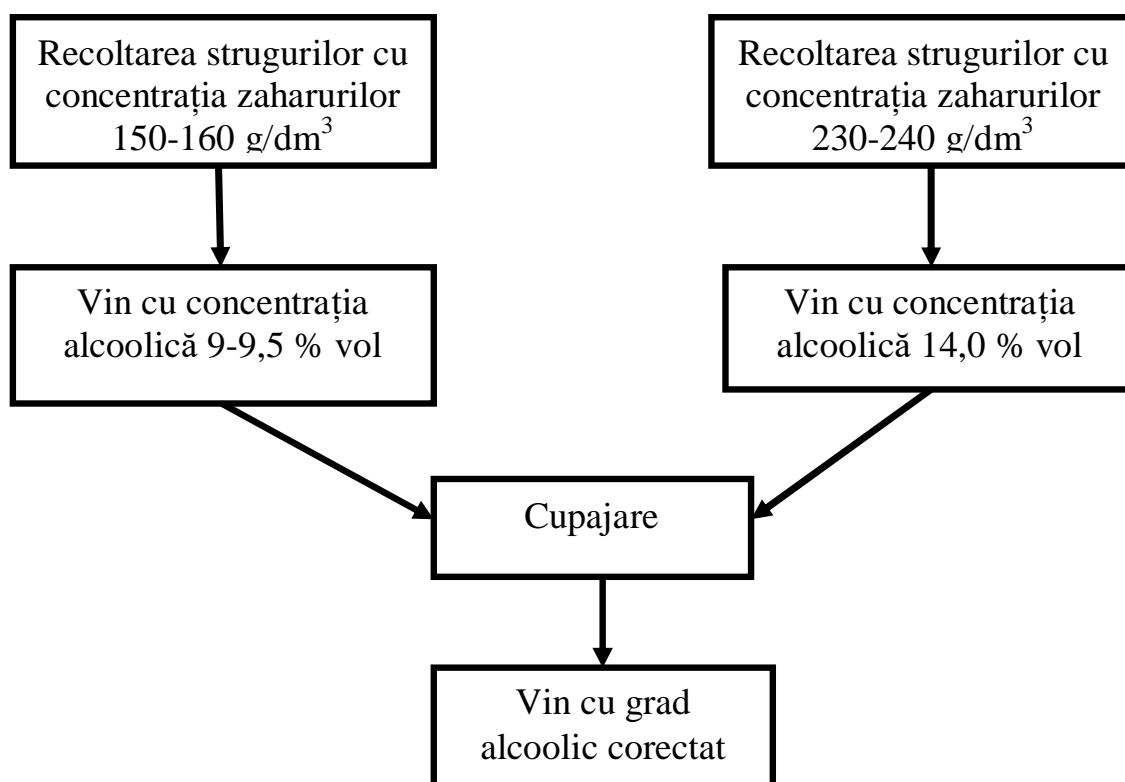 Recoltarea strugurilor cu
concentrația zaharurilor
150-160 g/dm³
Recoltarea strugurilor cu
concentrația zaharurilor
230-240 g/dm³
Vin cu concentrația
alcoolică 9-9,5 % vol
Vin cu concentrația
alcoolică 14,0 % vol
Cupajare
Vin cu grad
alcoolic corectat